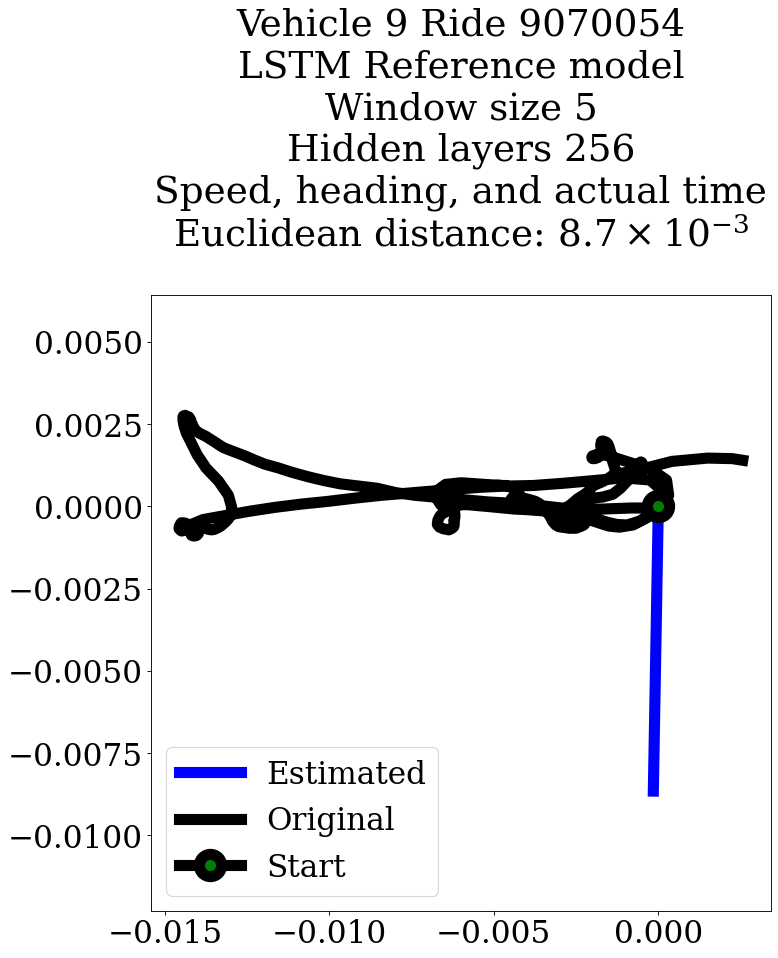 Vehicle 9 Ride 9070054
LSTM Reference model
Window size 5
Hidden layers 256
Speed, heading, and actual time
Euclidean distance: 8.7 × 10⁻³
0.0050
0.0025
0.0000
−0.0025
−0.0050
−0.0075
−0.0100
Estimated
Original
Start
−0.015 −0.010 −0.005 0.000